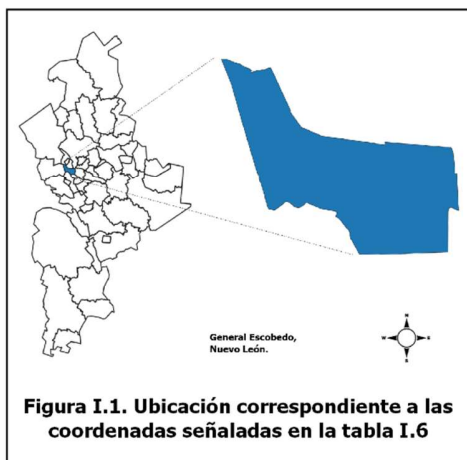 General Escobedo,
Nuevo León.
N
W
E
S
Figura I.1. Ubicación correspondiente a las
coordenadas señaladas en la tabla I.6